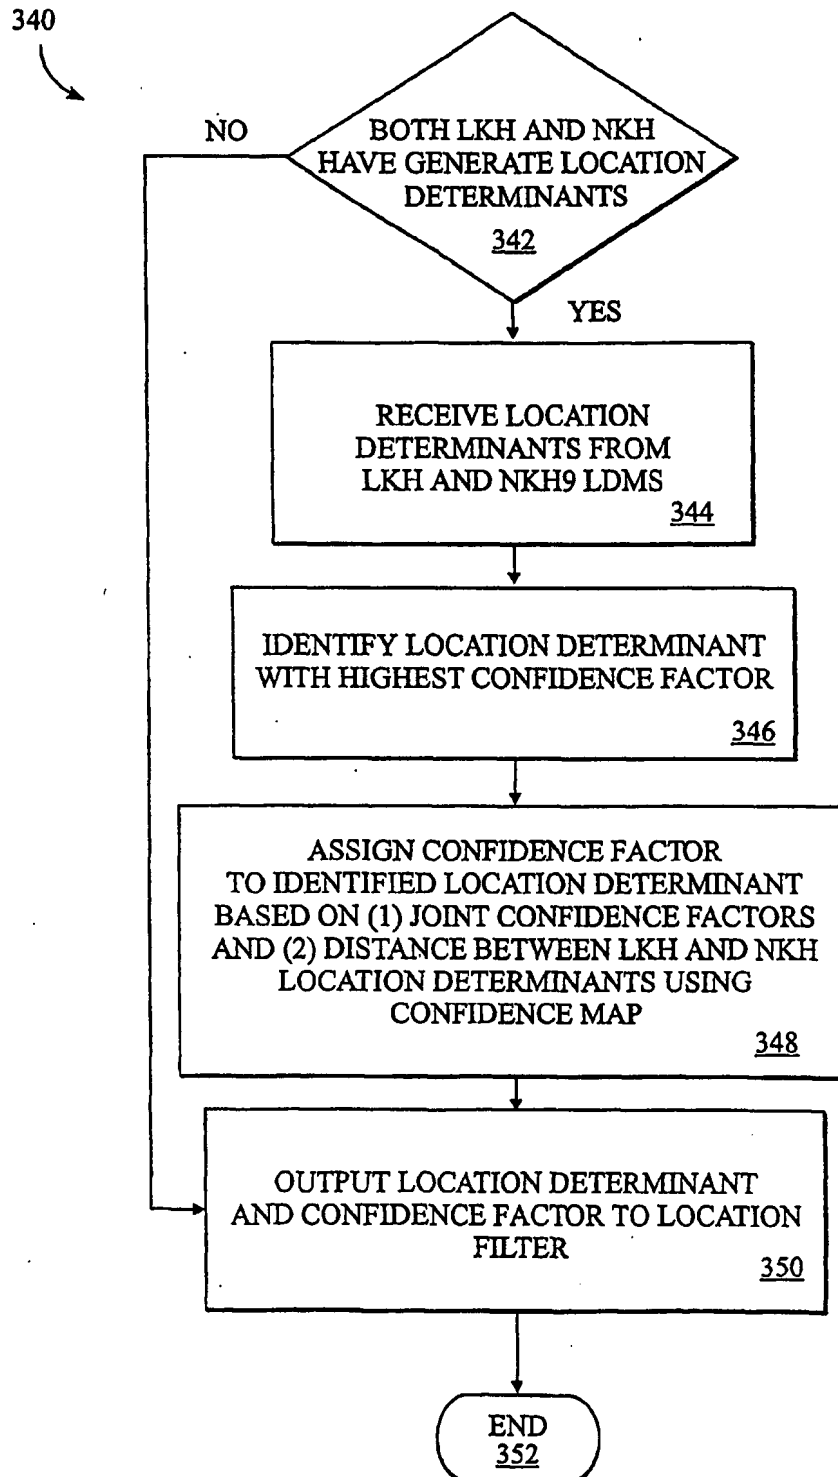 340
NO
BOTH LKH AND NKH
HAVE GENERATE LOCATION
DETERMINANTS
342
YES
RECEIVE LOCATION
DETERMINANTS FROM
LKH AND NKH9 LDMS
344
IDENTIFY LOCATION DETERMINANT
WITH HIGHEST CONFIDENCE FACTOR
346
ASSIGN CONFIDENCE FACTOR
TO IDENTIFIED LOCATION DETERMINANT
BASED ON (1) JOINT CONFIDENCE FACTORS
AND (2) DISTANCE BETWEEN LKH AND NKH
LOCATION DETERMINANTS USING
CONFIDENCE MAP
348
OUTPUT LOCATION DETERMINANT
AND CONFIDENCE FACTOR TO LOCATION
FILTER
350
END
352